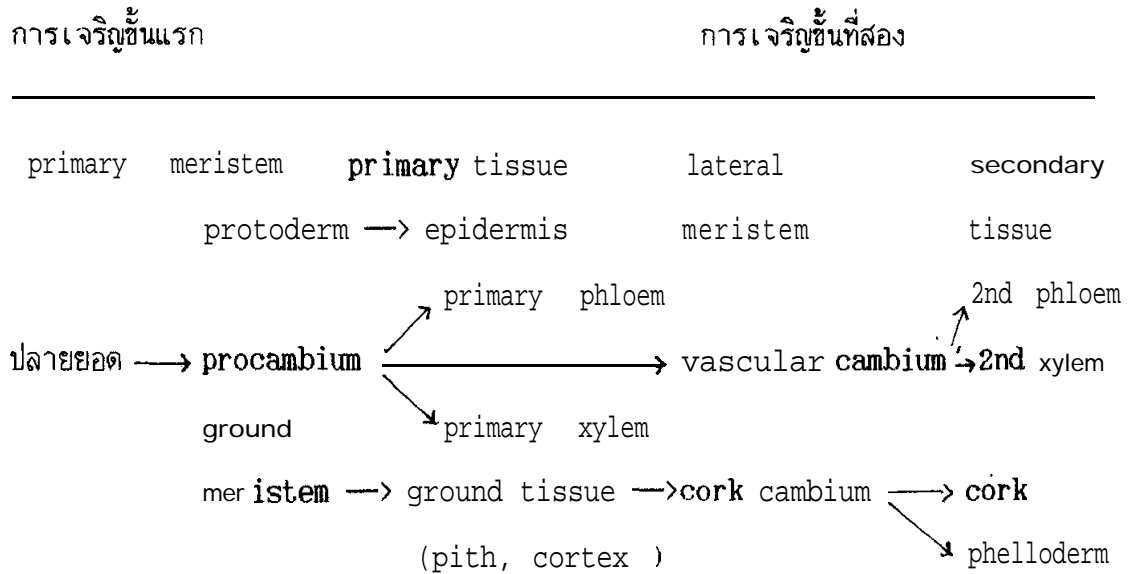 การเจริญขั้นแรก การเจริญขั้นที่สอง
primary meristem primary tissue lateral secondary
protoderm —> epidermis meristem tissue
primary phloem 2nd phloem
ปลายยอด → procambium → vascular cambium → 2nd xylem
ground primary xylem
mer istem —> ground tissue —> cork cambium —> cork
(pith, cortex ) phelloderm